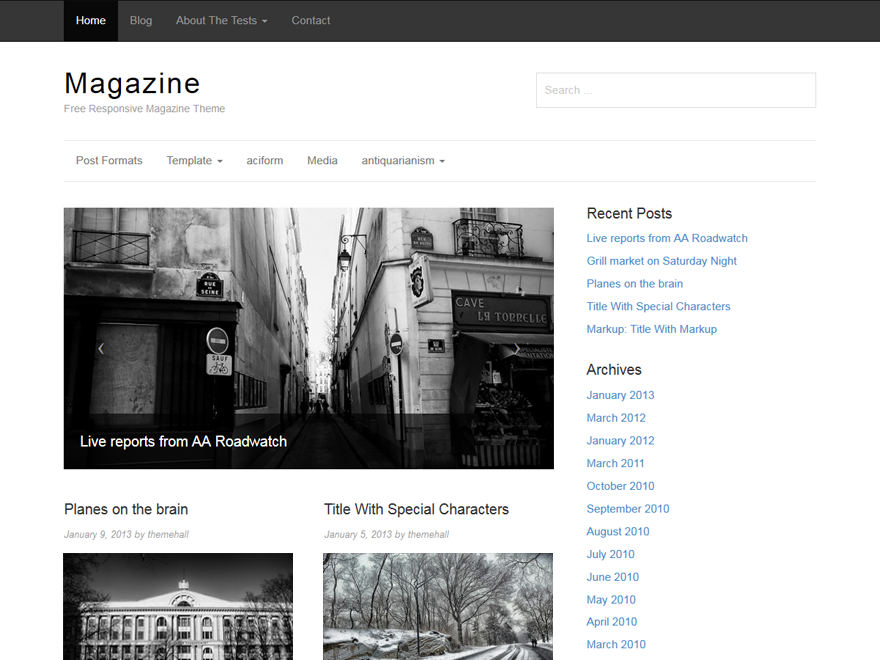 Home Blog About The Tests Contact
Magazine
Free Responsive Magazine Theme
Search ...
Post Formats Template aciform Media antiquarianism
RUE
DE
SEINE
SAUF
CAVE
LA TORRELLE
Live reports from AA Roadwatch
Planes on the brain
January 9, 2013 by themehall
Title With Special Characters
January 5, 2013 by themehall
Recent Posts
Live reports from AA Roadwatch
Grill market on Saturday Night
Planes on the brain
Title With Special Characters
Markup: Title With Markup
Archives
January 2013
March 2012
January 2012
March 2011
October 2010
September 2010
August 2010
July 2010
June 2010
May 2010
April 2010
March 2010